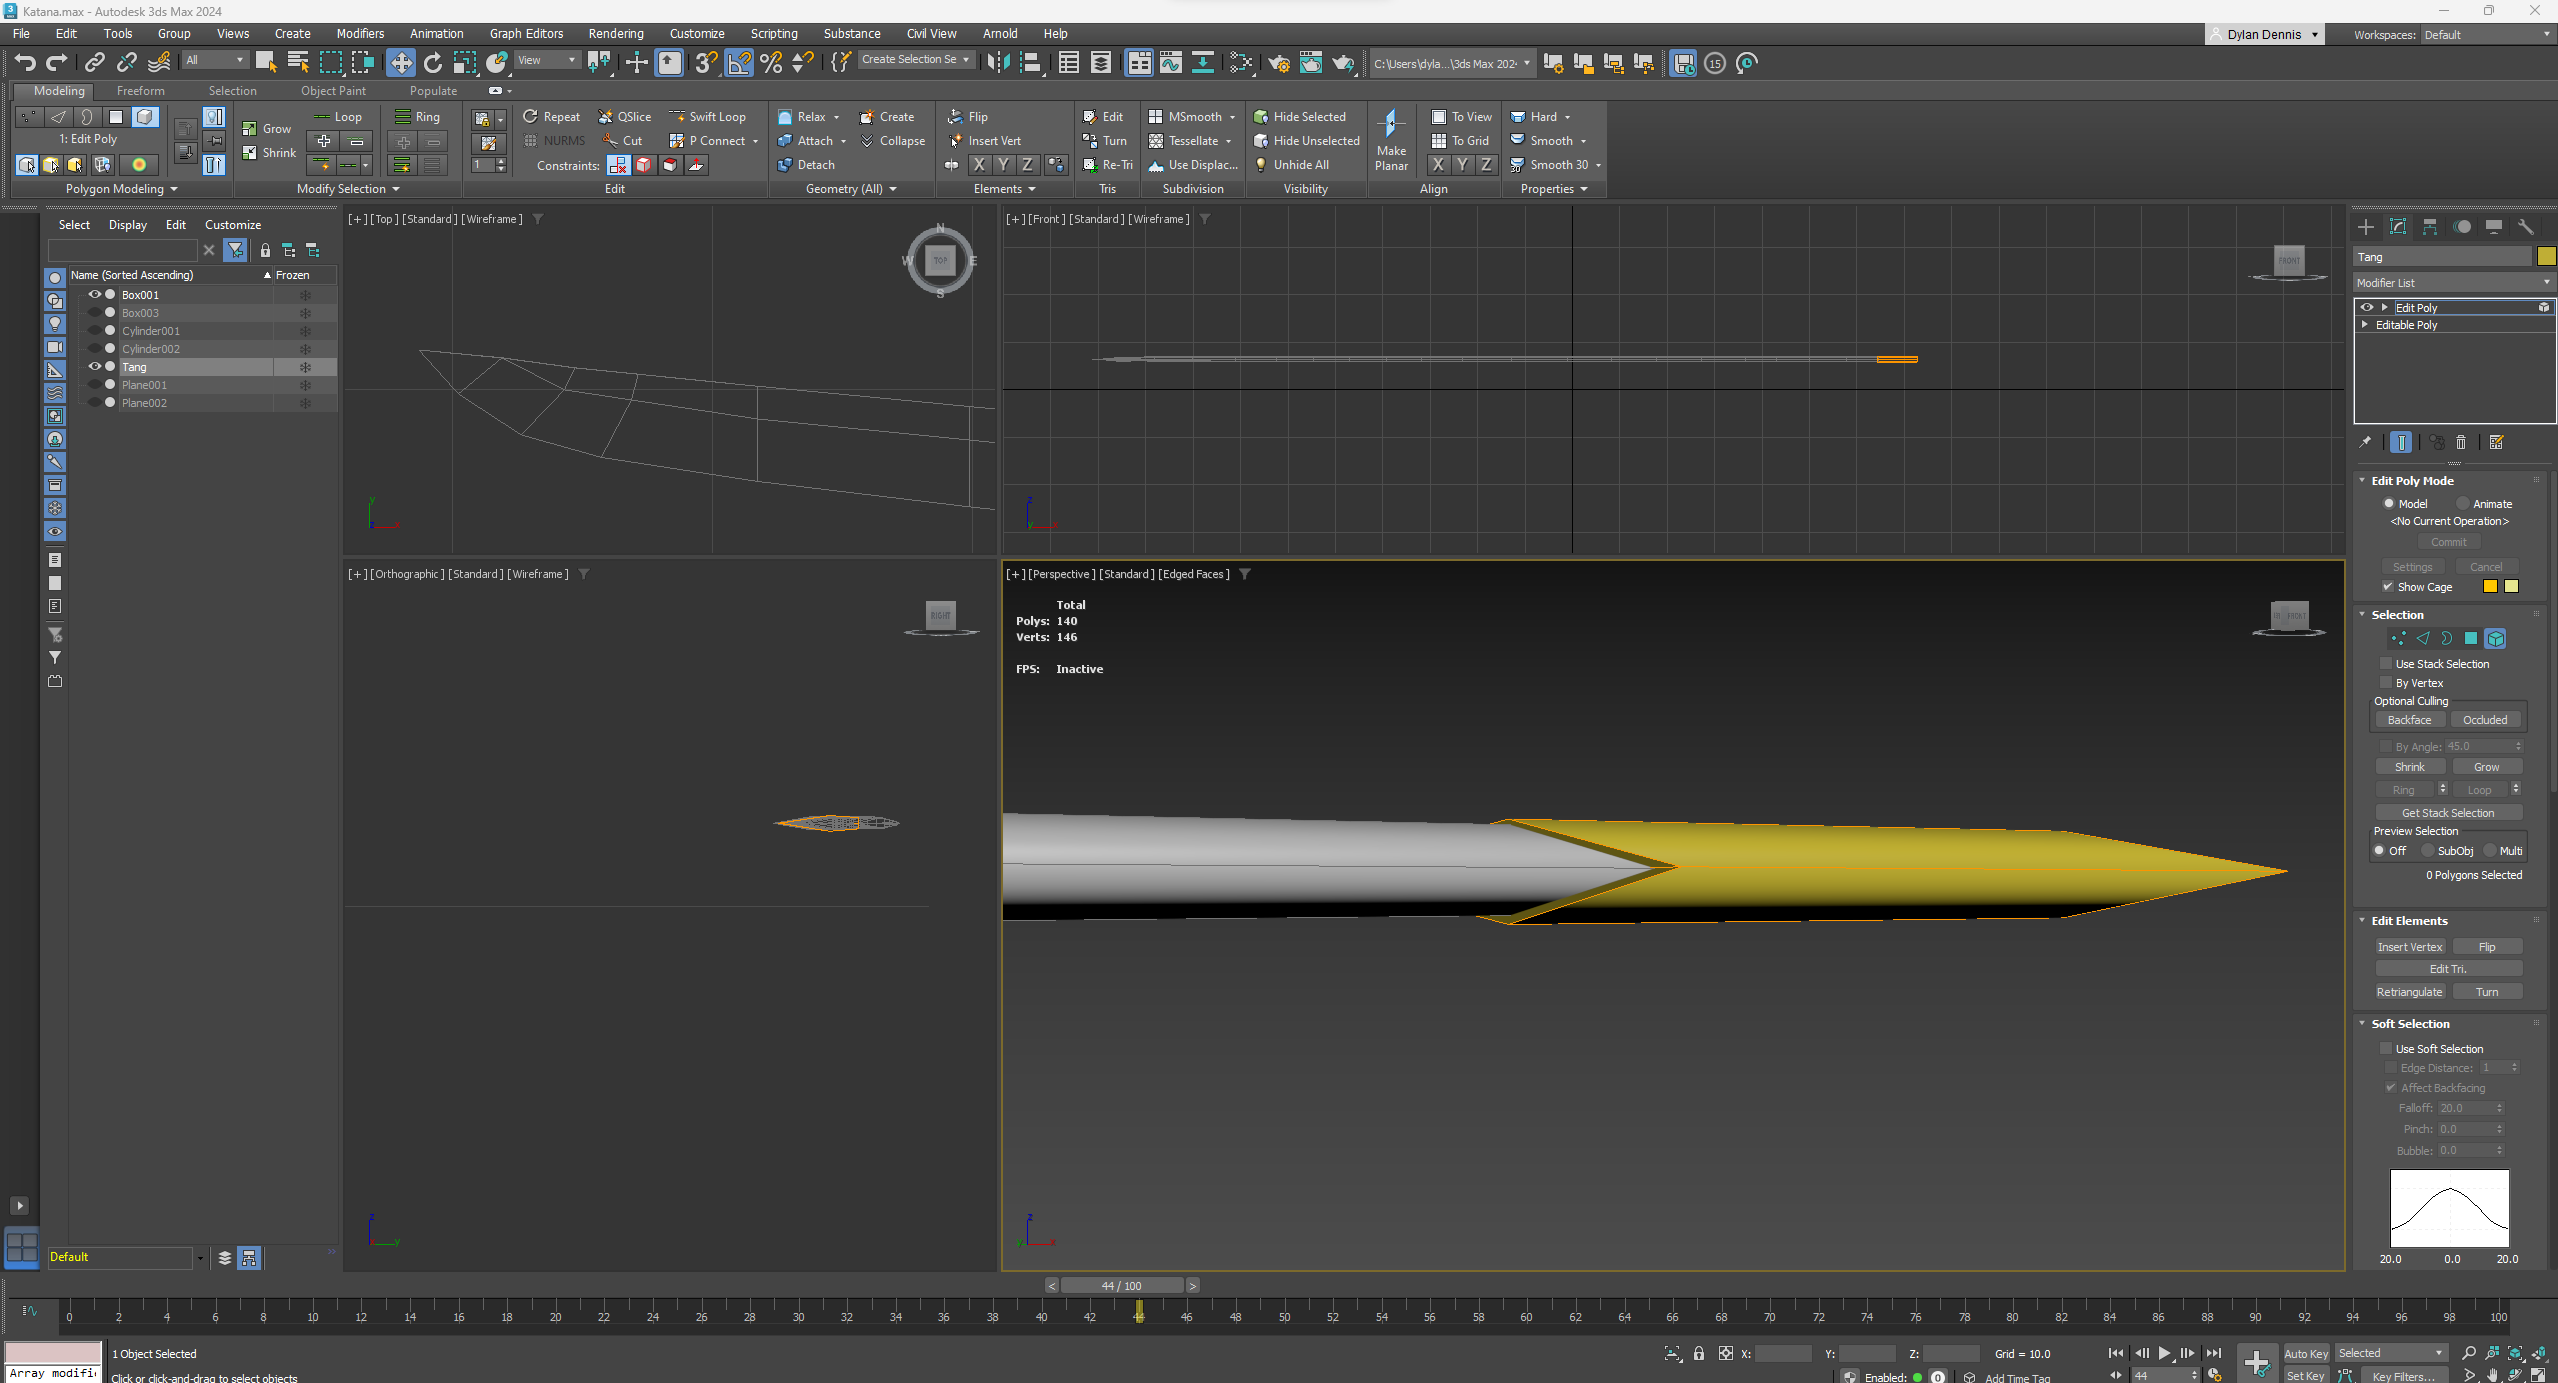 Katana.max - Autodesk 3ds Max 2024
File Edit Tools Group Views Create Modifiers Animation Graph Editors Rendering Customize Scripting Substance Civil View Arnold Help
Dylan Dennis
Workspaces: Default
All
View
Create Selection Se
C:\Users\dyla...\3ds Max 202
15
Modeling Freeform Selection Object Paint Populate
1: Edit Poly
Polygon Modeling
Grow
Shrink
Loop
Ring
Modify Selection
1
Repeat QSlice Swift Loop
NURMS Cut P Connect
Constraints:
Edit
Relax Create
Attach Collapse
Detach
Geometry (All)
Flip
Insert Vert
X Y Z
Elements
Edit
Turn
Re-Tri
Tris
MSmooth
Tessellate
Use Displac...
Subdivision
Hide Selected
Hide Unselected
Unhide All
Visibility
Make Planar
To View
To Grid
X Y Z
Align
Hard
Smooth
Smooth 30
Properties
Select Display Edit Customize
Name (Sorted Ascending) Frozen
Box001
Box003
Cylinder001
Cylinder002
Tang
Plane001
Plane002
Default
[+] [Top] [Standard] [Wireframe]
N
W TOP E
S
y
z x
[+] [Front] [Standard] [Wireframe]
FRONT
z
y x
[+] [Orthographic] [Standard] [Wireframe]
RIGHT
z
x y
[+] [Perspective] [Standard] [Edged Faces]
Total
Polys: 140
Verts: 146
FPS: Inactive
FRONT
z
y x
Tang
Modifier List
Edit Poly
Editable Poly
Edit Poly Mode
Model Animate
<No Current Operation>
Commit
Settings Cancel
Show Cage
Selection
Use Stack Selection
By Vertex
Optional Culling
Backface Occluded
By Angle: 45.0
Shrink Grow
Ring Loop
Get Stack Selection
Preview Selection
Off SubObj Multi
0 Polygons Selected
Edit Elements
Insert Vertex Flip
Edit Tri.
Retriangulate Turn
Soft Selection
Use Soft Selection
Edge Distance: 1
Affect Backfacing
Falloff: 20.0
Pinch: 0.0
Bubble: 0.0
20.0 0.0 20.0
< 44 / 100 >
0 2 4 6 8 10 12 14 16 18 20 22 24 26 28 30 32 34 36 38 40 42 44 46 48 50 52 54 56 58 60 62 64 66 68 70 72 74 76 78 80 82 84 86 88 90 92 94 96 98 100
1 Object Selected
Array modifi
Click or click-and-drag to select objects
X: Y: Z: Grid = 10.0
Enabled: 0 Add Time Tag
44
Auto Key Selected
Set Key Key Filters...